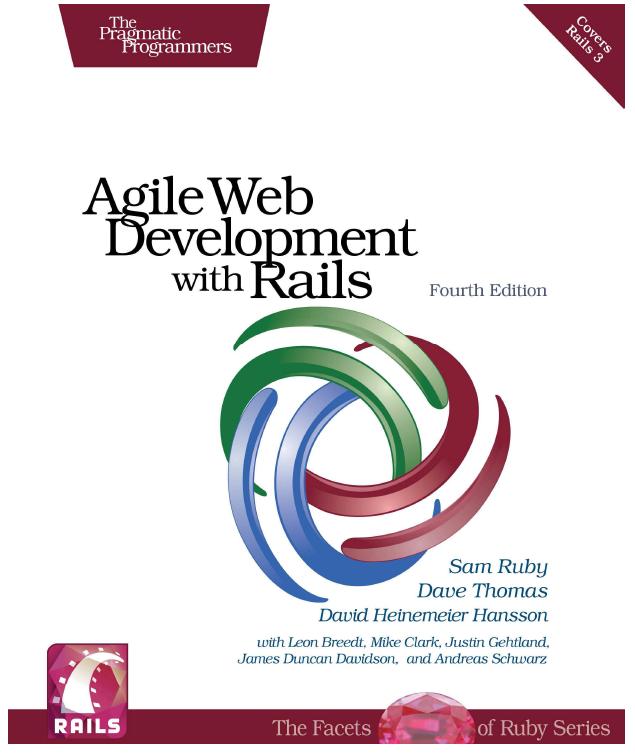 The
Pragmatic
Programmers
Covers
Rails 3
Agile Web
Development
with Rails
Fourth Edition
Sam Ruby
Dave Thomas
David Heinemeier Hansson
with Leon Breedt, Mike Clark, Justin Gehtland,
James Duncan Davidson, and Andreas Schwarz
RAILS
The Facets of Ruby Series